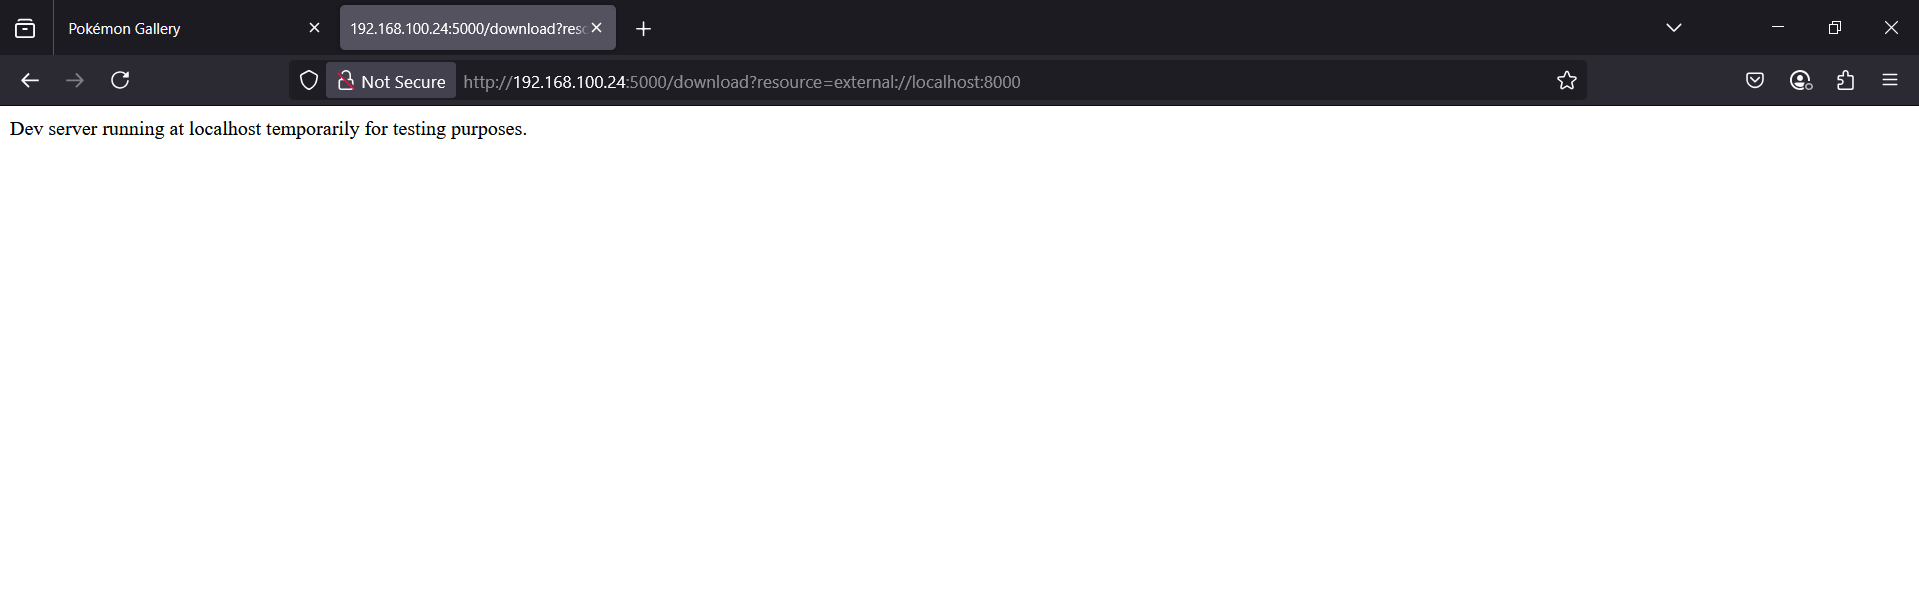 Pokémon Gallery
192.168.100.24:5000/download?reso
Not Secure
http://192.168.100.24:5000/download?resource=external://localhost:8000
Dev server running at localhost temporarily for testing purposes.